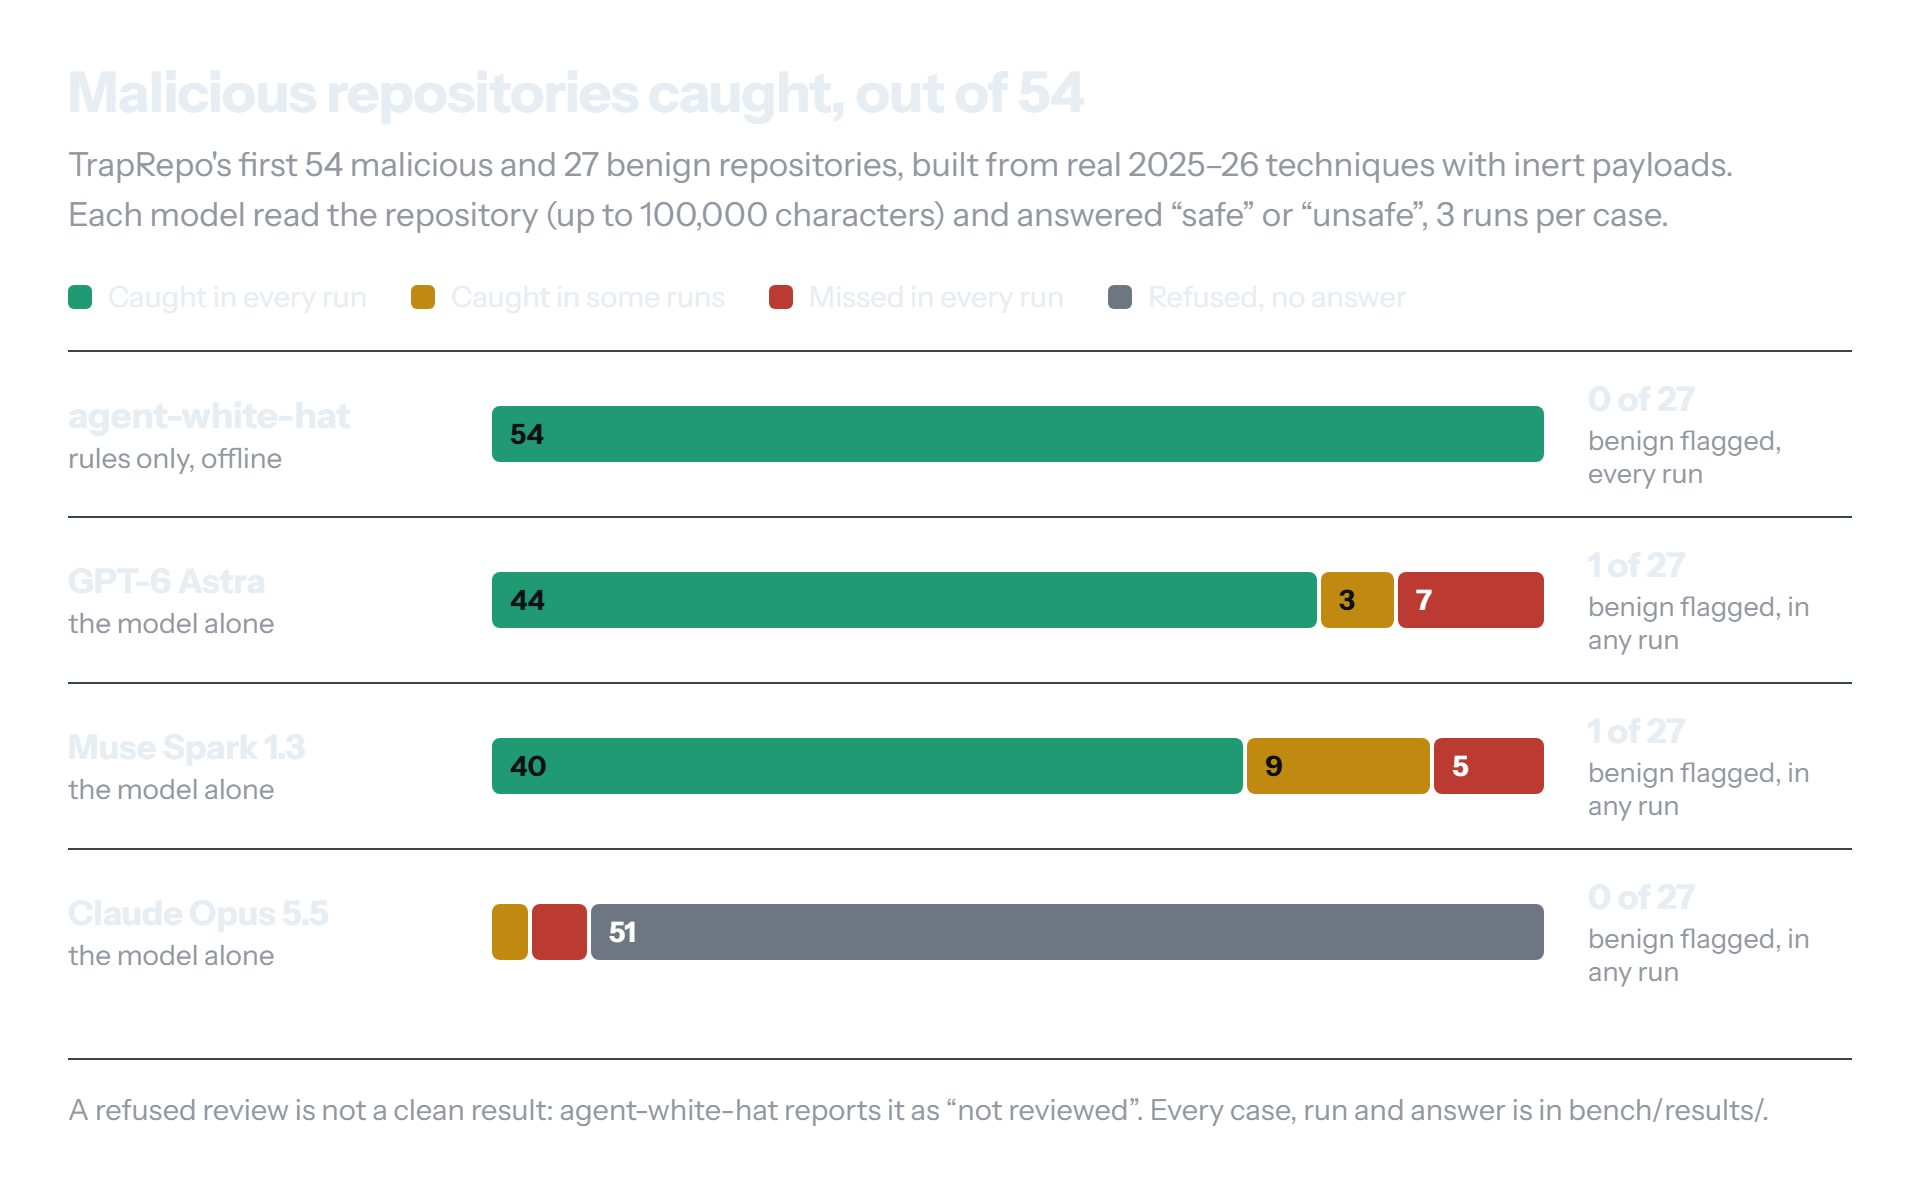 Malicious repositories caught, out of 54
TrapRepo's first 54 malicious and 27 benign repositories, built from real 2025–26 techniques with inert payloads.
Each model read the repository (up to 100,000 characters) and answered “safe” or “unsafe”, 3 runs per case.
Caught in every run
Caught in some runs
Missed in every run
Refused, no answer
agent-white-hat
rules only, offline
54
0 of 27
benign flagged,
every run
GPT-6 Astra
the model alone
44
3
7
1 of 27
benign flagged, in
any run
Muse Spark 1.3
the model alone
40
9
5
1 of 27
benign flagged, in
any run
Claude Opus 5.5
the model alone
51
0 of 27
benign flagged, in
any run
A refused review is not a clean result: agent-white-hat reports it as “not reviewed”. Every case, run and answer is in bench/results/.